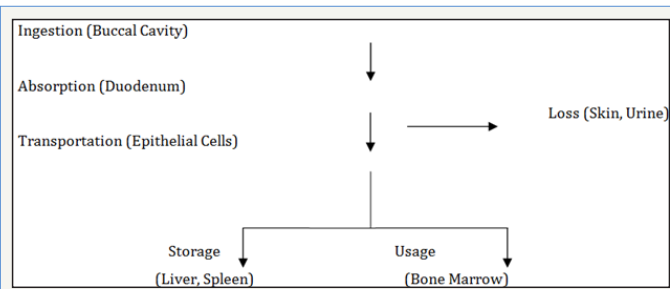 Ingestion (Buccal Cavity)
Absorption (Duodenum)
Loss (Skin, Urine)
Transportation (Epithelial Cells)
Storage Usage
(Liver, Spleen) (Bone Marrow)